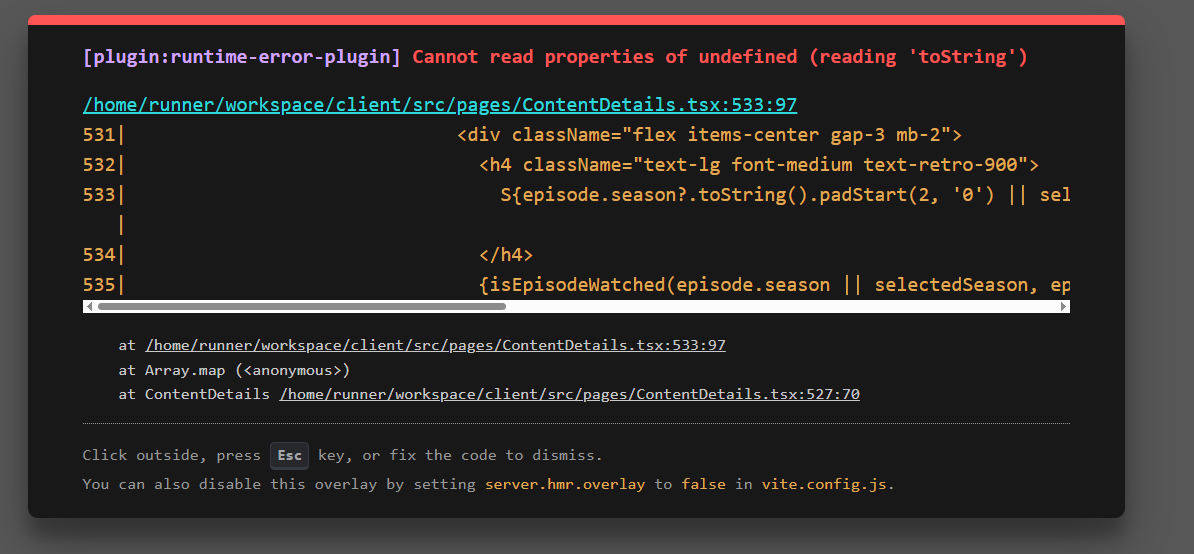 [plugin:runtime-error-plugin] Cannot read properties of undefined (reading 'toString')
/home/runner/workspace/client/src/pages/ContentDetails.tsx:533:97
531|                              <div className="flex items-center gap-3 mb-2">
532|                                <h4 className="text-lg font-medium text-retro-900">
533|                                  S{episode.season?.toString().padStart(2, '0') || sel
   |
534|                                </h4>
535|                                {isEpisodeWatched(episode.season || selectedSeason, ep
at /home/runner/workspace/client/src/pages/ContentDetails.tsx:533:97
at Array.map (<anonymous>)
at ContentDetails /home/runner/workspace/client/src/pages/ContentDetails.tsx:527:70
Click outside, press Esc key, or fix the code to dismiss.
You can also disable this overlay by setting server.hmr.overlay to false in vite.config.js.